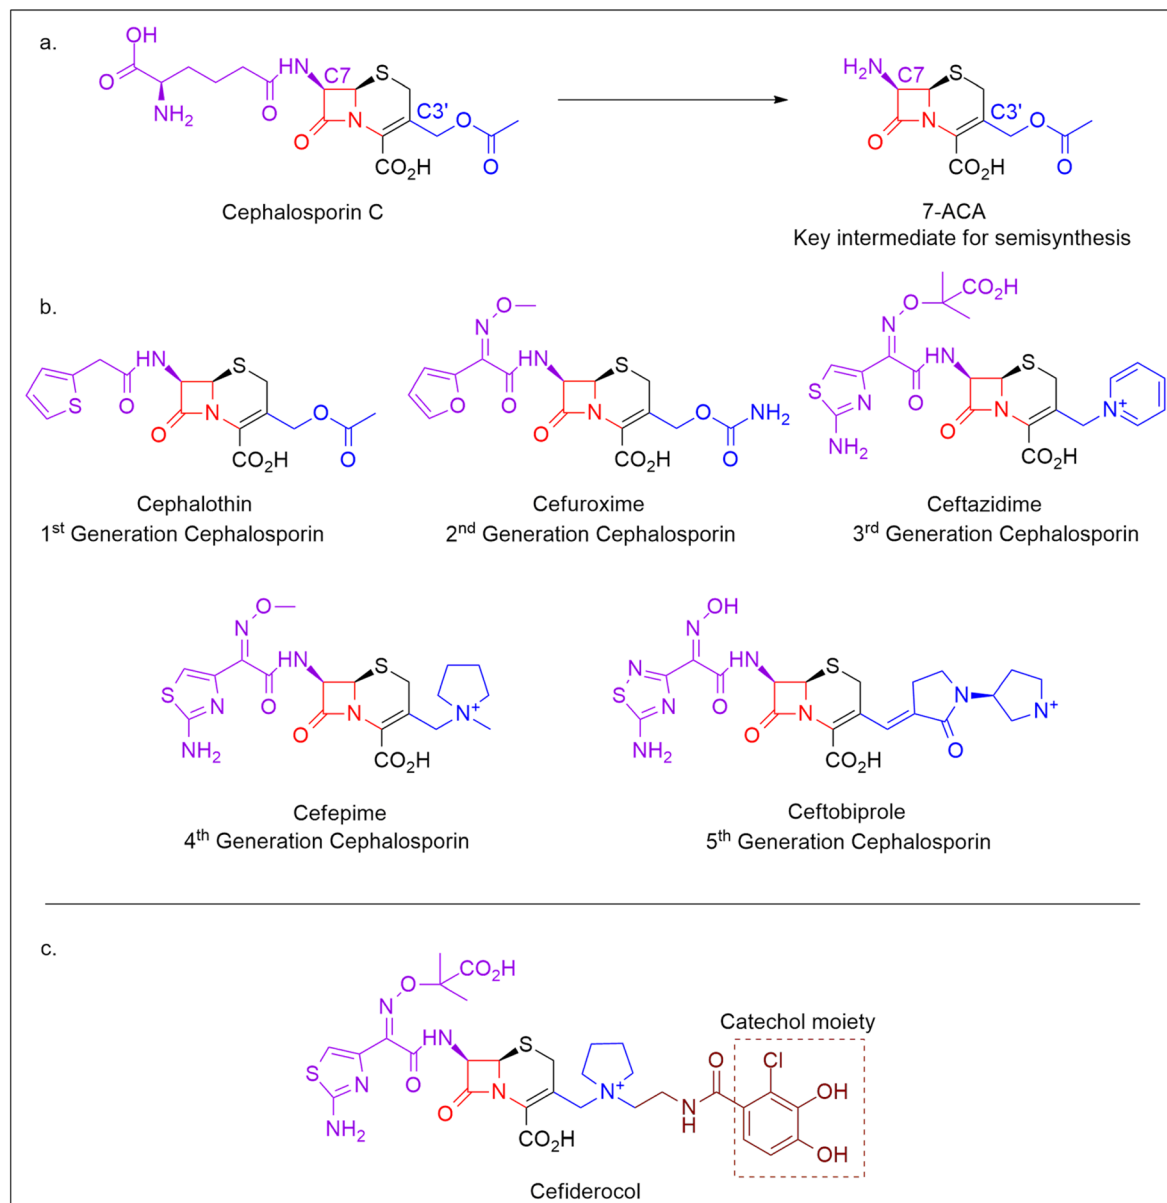 a.
OH
O
NH2
O
HN
C7
S
O
N
C3'
O
O
CO2H
Cephalosporin C
H2N
C7
S
O
N
C3'
O
O
CO2H
7-ACA
Key intermediate for semisynthesis
b.
S
O
HN
S
O
N
O
O
CO2H
Cephalothin
1st Generation Cephalosporin
O
N
O
O
HN
S
O
N
O
NH2
O
CO2H
Cefuroxime
2nd Generation Cephalosporin
CO2H
O
N
S
N
NH2
O
HN
S
O
N
N+
CO2H
Ceftazidime
3rd Generation Cephalosporin
O
N
S
N
NH2
O
HN
S
O
N
N+
CO2H
Cefepime
4th Generation Cephalosporin
OH
N
N
S
N
NH2
O
HN
S
O
N
N
O
N+
CO2H
Ceftobiprole
5th Generation Cephalosporin
c.
CO2H
O
N
S
N
NH2
O
HN
S
O
N
CO2H
N+
N
H
O
Catechol moiety
Cl
OH
OH
Cefiderocol